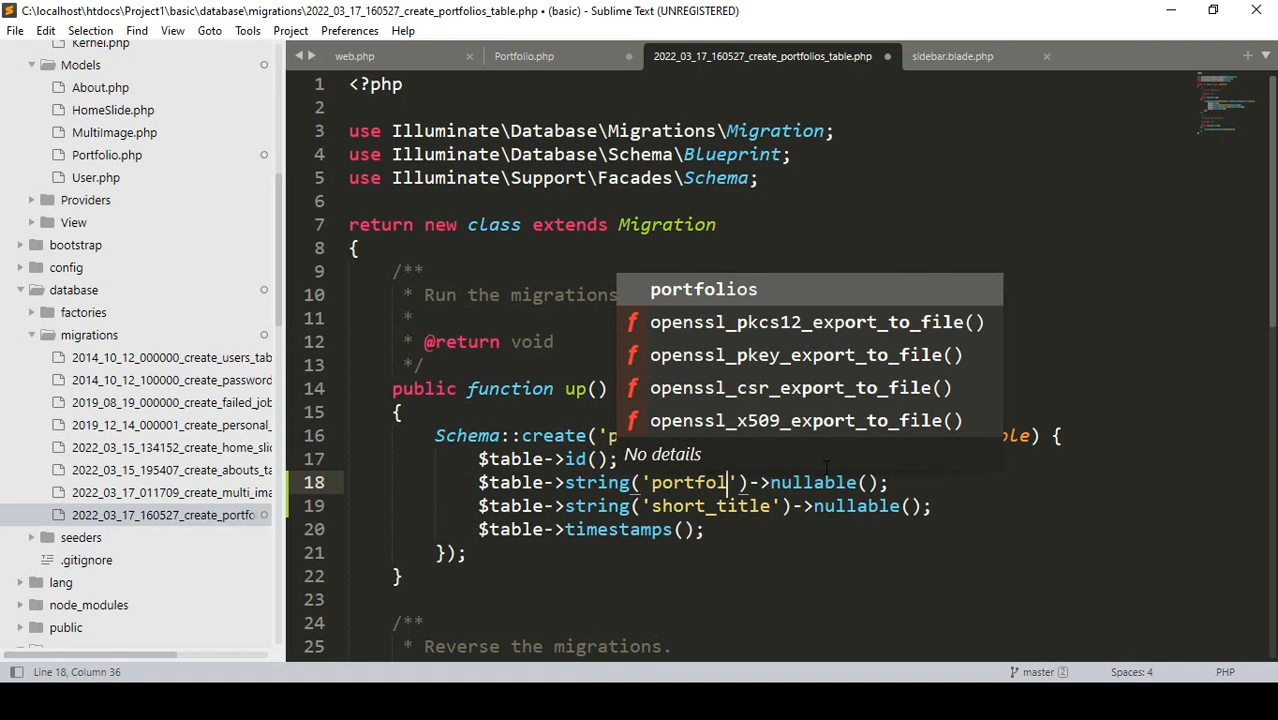 C:\localhost\htdocs\Project1\basic\database\migrations\2022_03_17_160527_create_portfolios_table.php • (basic) - Sublime Text (UNREGISTERED)
File Edit Selection Find View Goto Tools Project Preferences Help
Kernel.php
Models
About.php
HomeSlide.php
MultiImage.php
Portfolio.php
User.php
Providers
View
bootstrap
config
database
factories
migrations
2014_10_12_000000_create_users_tab
2014_10_12_100000_create_password
2019_08_19_000000_create_failed_job
2019_12_14_000001_create_personal_
2022_03_15_134152_create_home_slic
2022_03_15_195407_create_abouts_ta
2022_03_17_011709_create_multi_ima
2022_03_17_160527_create_portfo
seeders
.gitignore
lang
node_modules
public
web.php Portfolio.php 2022_03_17_160527_create_portfolios_table.php sidebar.blade.php
1 <?php
2
3 use Illuminate\Database\Migrations\Migration;
4 use Illuminate\Database\Schema\Blueprint;
5 use Illuminate\Support\Facades\Schema;
6
7 return new class extends Migration
8 {
9 /**
10 * Run the migrations
11 *
12 * @return void
13 */
14 public function up()
15 {
16 Schema::create('p le) {
17 $table->id();
18 $table->string('portfol')->nullable();
19 $table->string('short_title')->nullable();
20 $table->timestamps();
21 });
22 }
23
24 /**
25 * Reverse the migrations.
portfolios
f openssl_pkcs12_export_to_file()
f openssl_pkey_export_to_file()
f openssl_csr_export_to_file()
f openssl_x509_export_to_file()
No details
Line 18, Column 36 master 2 Spaces: 4 PHP